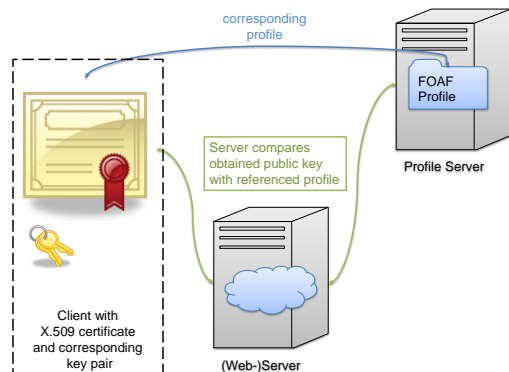 corresponding
profile
FOAF
Profile
Profile Server
Server compares
obtained public key
with referenced profile
Client with
X.509 certificate
and corresponding
key pair
(Web-)Server